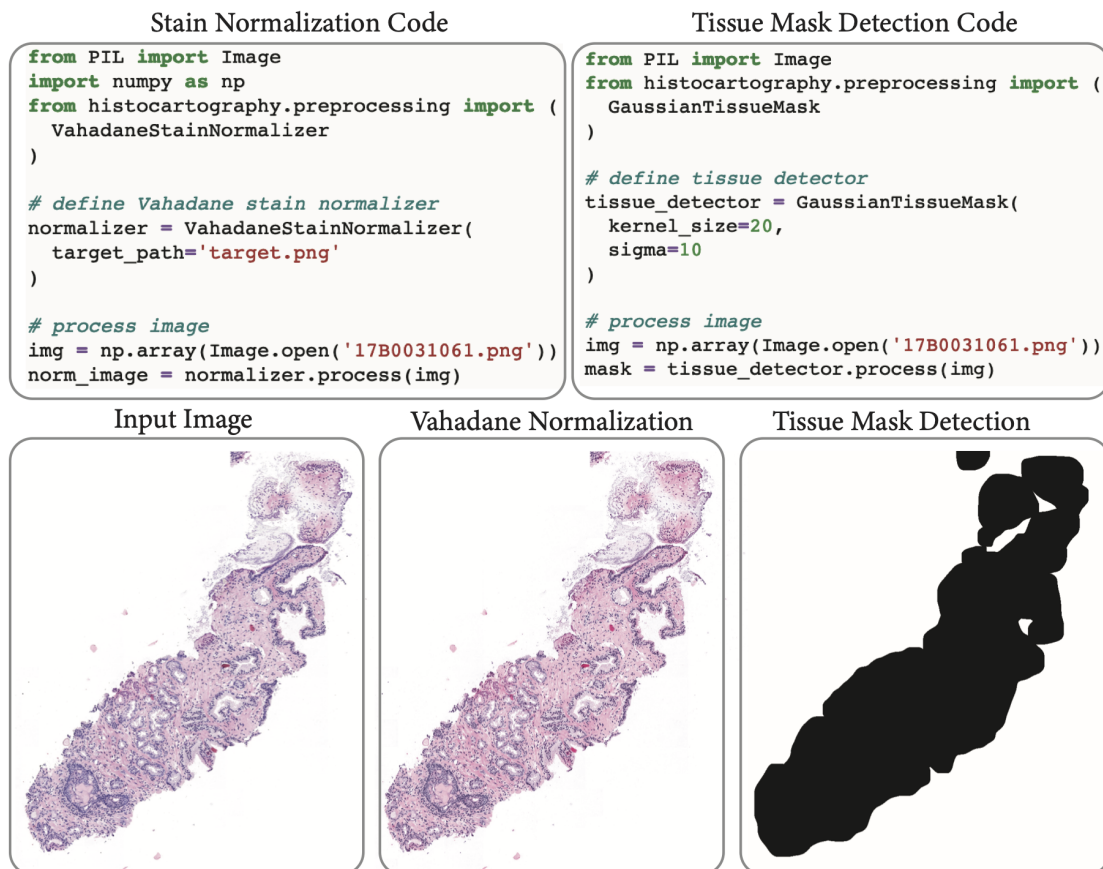 Stain Normalization Code
from PIL import Image
import numpy as np
from histocartography.preprocessing import (
  VahadaneStainNormalizer
)
# define Vahadane stain normalizer
normalizer = VahadaneStainNormalizer(
  target_path='target.png'
)
# process image
img = np.array(Image.open('17B0031061.png'))
norm_image = normalizer.process(img)
Tissue Mask Detection Code
from PIL import Image
from histocartography.preprocessing import (
  GaussianTissueMask
)
# define tissue detector
tissue_detector = GaussianTissueMask(
  kernel_size=20,
  sigma=10
)
# process image
img = np.array(Image.open('17B0031061.png'))
mask = tissue_detector.process(img)
Input Image
Vahadane Normalization
Tissue Mask Detection